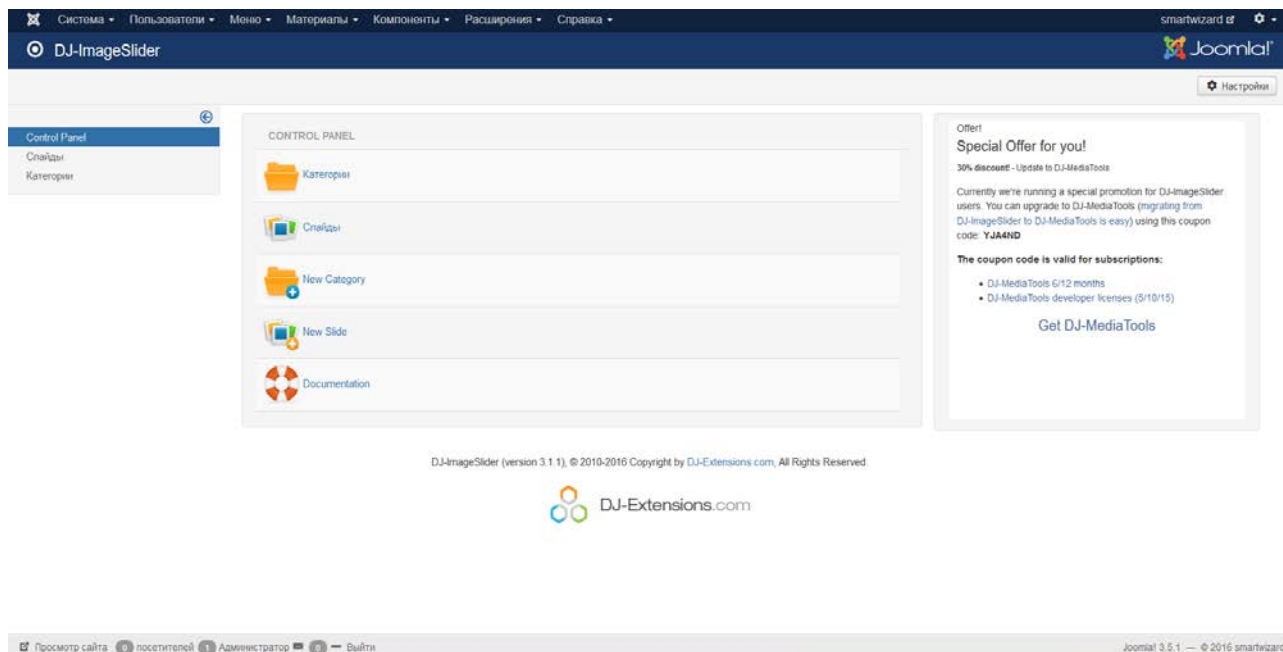 Система Пользователи Меню Материалы Компоненты Расширения Справка smartwizard
DJ-ImageSlider Joomla!
Настройки
Control Panel
Слайды
Категории
CONTROL PANEL
Категории
Слайды
New Category
New Slide
Documentation
Offer!
Special Offer for you!
30% discount! - Update to DJ-MediaTools
Currently we're running a special promotion for DJ-ImageSlider
users. You can upgrade to DJ-MediaTools (migrating from
DJ-ImageSlider to DJ-MediaTools is easy) using this coupon
code: YJA4ND
The coupon code is valid for subscriptions:
• DJ-MediaTools 6/12 months
• DJ-MediaTools developer licenses (5/10/15)
Get DJ-MediaTools
DJ-ImageSlider (version 3.1.1), © 2010-2016 Copyright by DJ-Extensions.com, All Rights Reserved.
DJ-Extensions.com
Просмотр сайта 0 посетителей 1 Администратор 0 — Выйти Joomla! 3.5.1 — © 2016 smartwizard